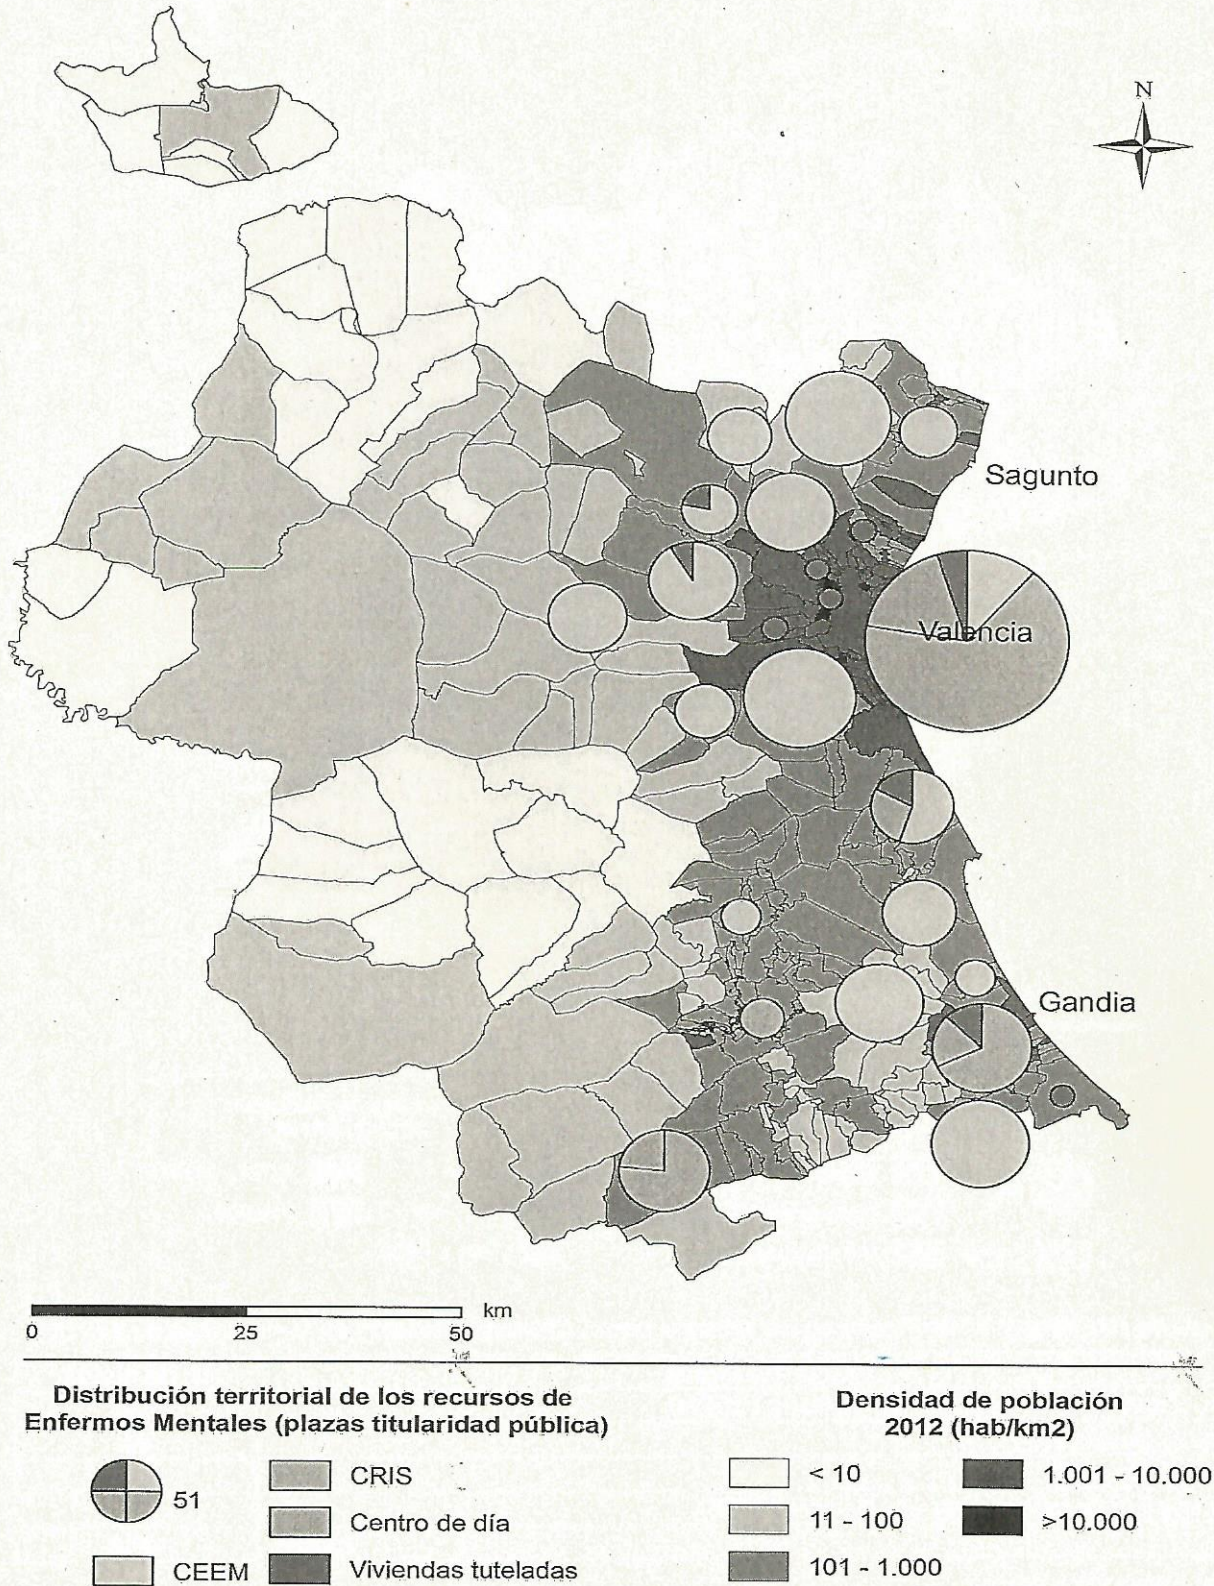 N
Sagunto
Valencia
Gandia
km
0 25 50
Distribución territorial de los recursos de
Enfermos Mentales (plazas titularidad pública)
51
CRIS
Centro de día
CEEM
Viviendas tuteladas
Densidad de población
2012 (hab/km2)
< 10
11 - 100
101 - 1.000
1.001 - 10.000
>10.000